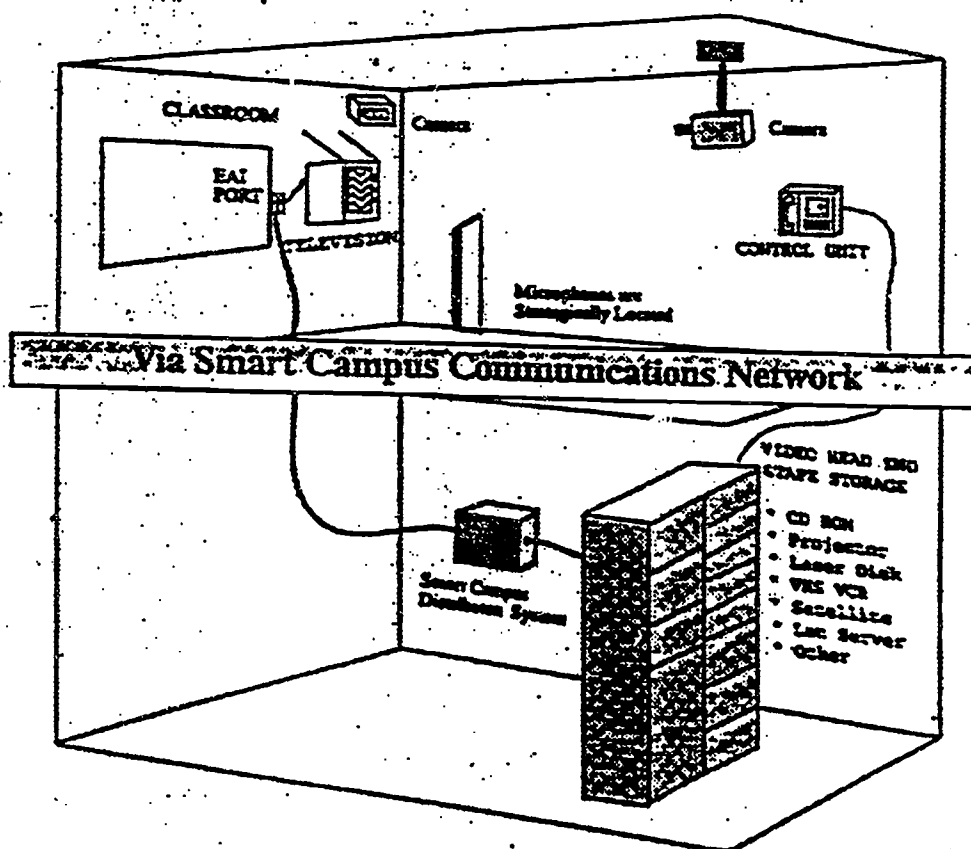 CLASSROOM
Camera
Camera
EAI
PORT
TELEVISION
CONTROL UNIT
Microphones are
Strategically Located
Via Smart Campus Communications Network
VIDEO HEAD END
STAPE STORAGE
* CD ROM
* Projector
* Laser Disk
* VHS VCR
* Satellite
* Lan Server
* Other
Smart Campus
Distribution System